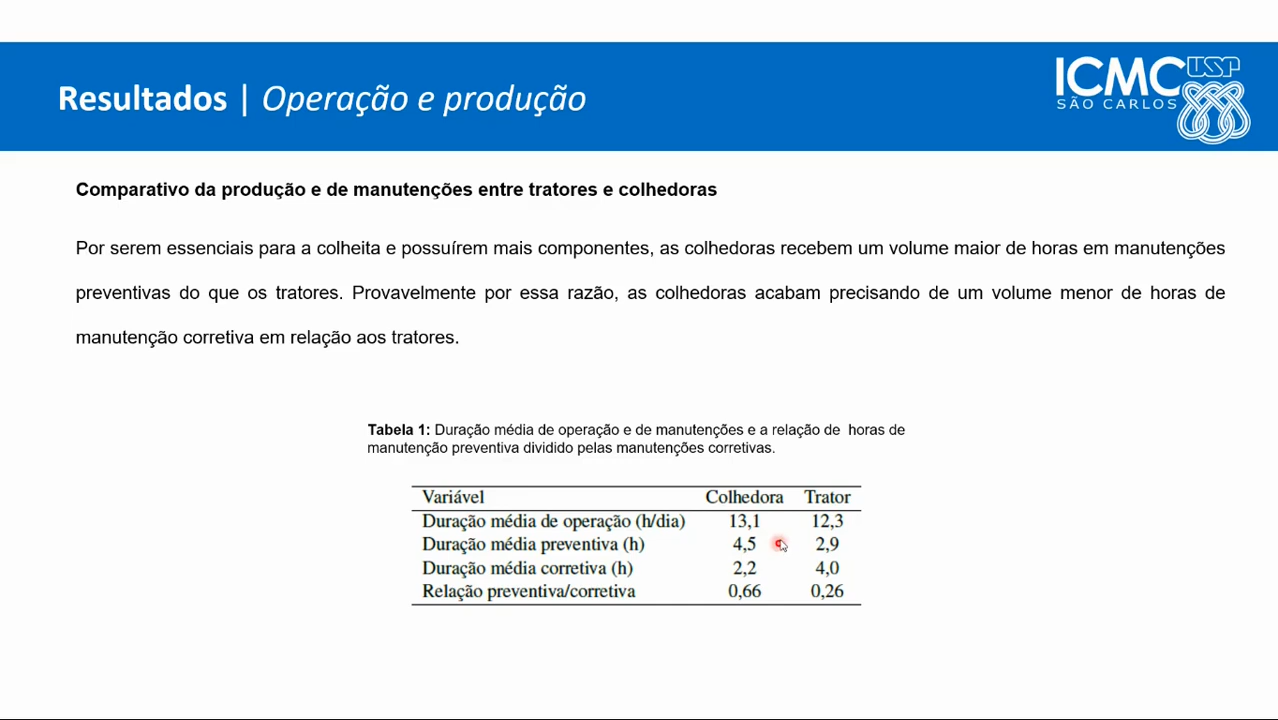 Resultados | Operação e produção
ICMC USP
SÃO CARLOS
Comparativo da produção e de manutenções entre tratores e colhedoras
Por serem essenciais para a colheita e possuírem mais componentes, as colhedoras recebem um volume maior de horas em manutenções
preventivas do que os tratores. Provavelmente por essa razão, as colhedoras acabam precisando de um volume menor de horas de
manutenção corretiva em relação aos tratores.
Tabela 1: Duração média de operação e de manutenções e a relação de horas de
manutenção preventiva dividido pelas manutenções corretivas.
Variável Colhedora Trator
Duração média de operação (h/dia) 13,1 12,3
Duração média preventiva (h) 4,5 2,9
Duração média corretiva (h) 2,2 4,0
Relação preventiva/corretiva 0,66 0,26